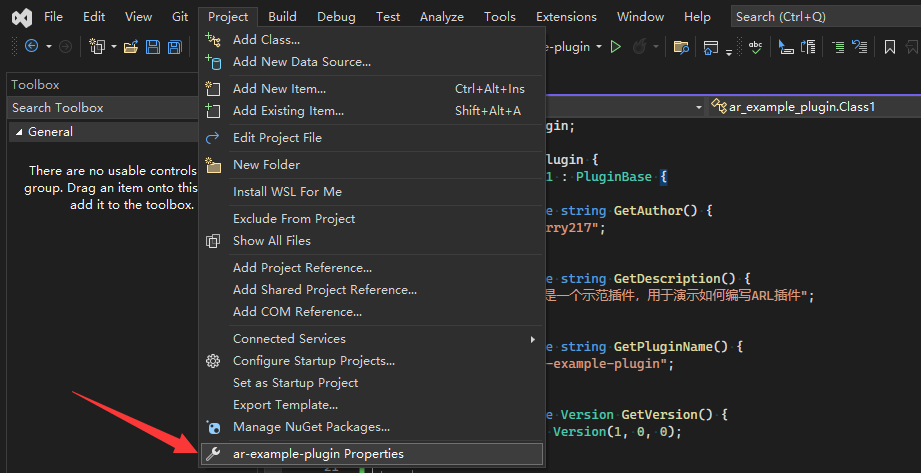 File Edit View Git Project Build Debug Test Analyze Tools Extensions Window Search (Ctrl+Q)
Toolbox
Search Toolbox
General
There are no usable controls
group. Drag an item onto this
add it to the toolbox.
Add Class...
Add New Data Source...
Add New Item... Ctrl+Alt+Ins
Add Existing Item... Shift+Alt+A
Edit Project File
New Folder
Install WSL For Me
Exclude From Project
Show All Files
Add Project Reference...
Add Shared Project Reference...
Add COM Reference...
Connected Services
Configure Startup Projects...
Set as Startup Project
Export Template...
Manage NuGet Packages...
ar-example-plugin Properties
e-plugin
abc
ar_example_plugin.Class1
gin;
lugin {
1 : PluginBase {
e string GetAuthor() {
rry217";
e string GetDescription() {
是一个示范插件，用于演示如何编写ARL插件";
e string GetPluginName() {
-example-plugin";
e Version GetVersion() {
Version(1, 0, 0);
21